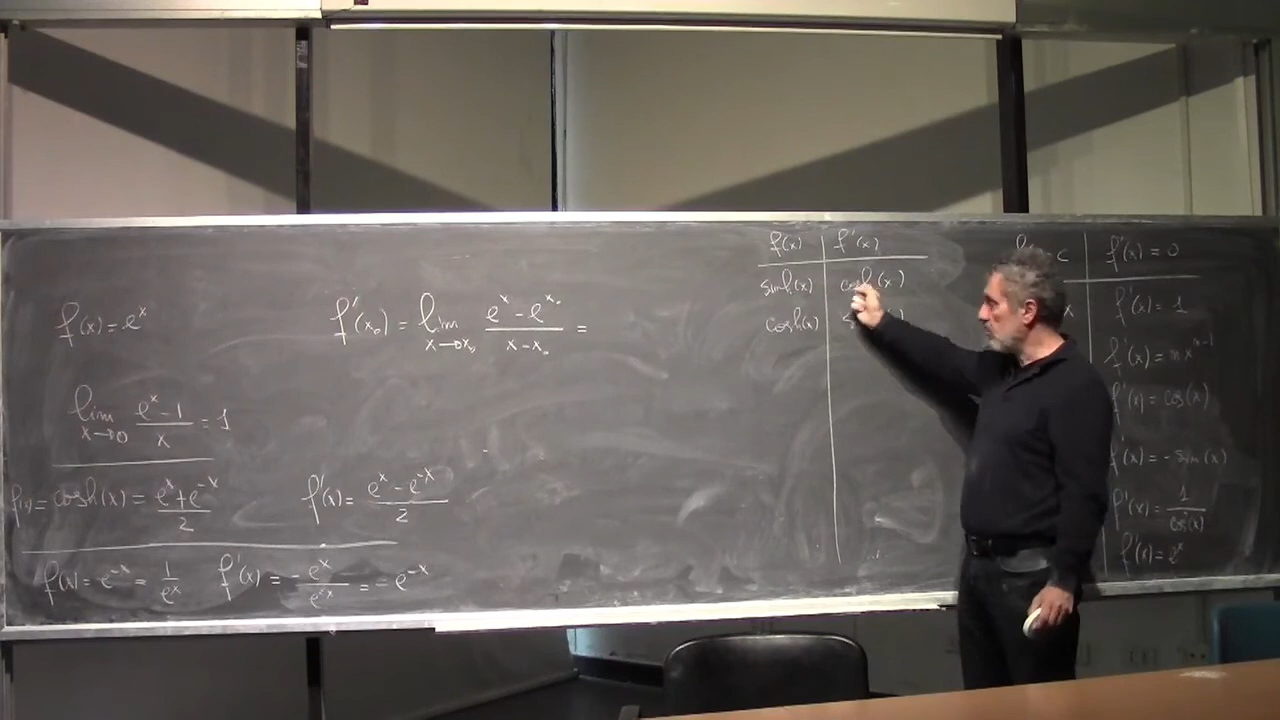 f(x) = e^x
f'(x₀) = lim x→x₀ (e^x - e^x₀)/(x - x₀) =
lim x→0 (e^x - 1)/x = 1
f(x) = cosh(x) = (e^x + e^-x)/2
f'(x) = (e^x - e^-x)/2
f(x) = e^-x = 1/e^x
f'(x) = - e^x/e^2x = - e^-x
f(x) f'(x)
sinh(x) cosh(x)
cosh(x)
c f'(x) = 0
x f'(x) = 1
f'(x) = n x^n-1
f'(x) = cos(x)
f'(x) = - sin(x)
f'(x) = 1/cos²(x)
f'(x) = e^x